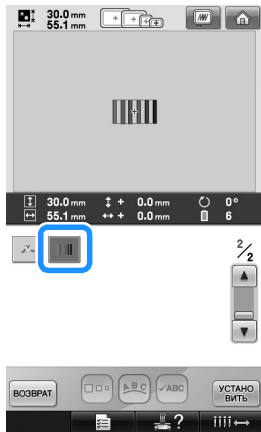 30.0 mm
55.1 mm
30.0 mm + 0.0 mm 0°
55.1 mm + 0.0 mm 6
2/2
ВОЗВРАТ
ABC
ABC
УСТАНО
ВИТЬ
?